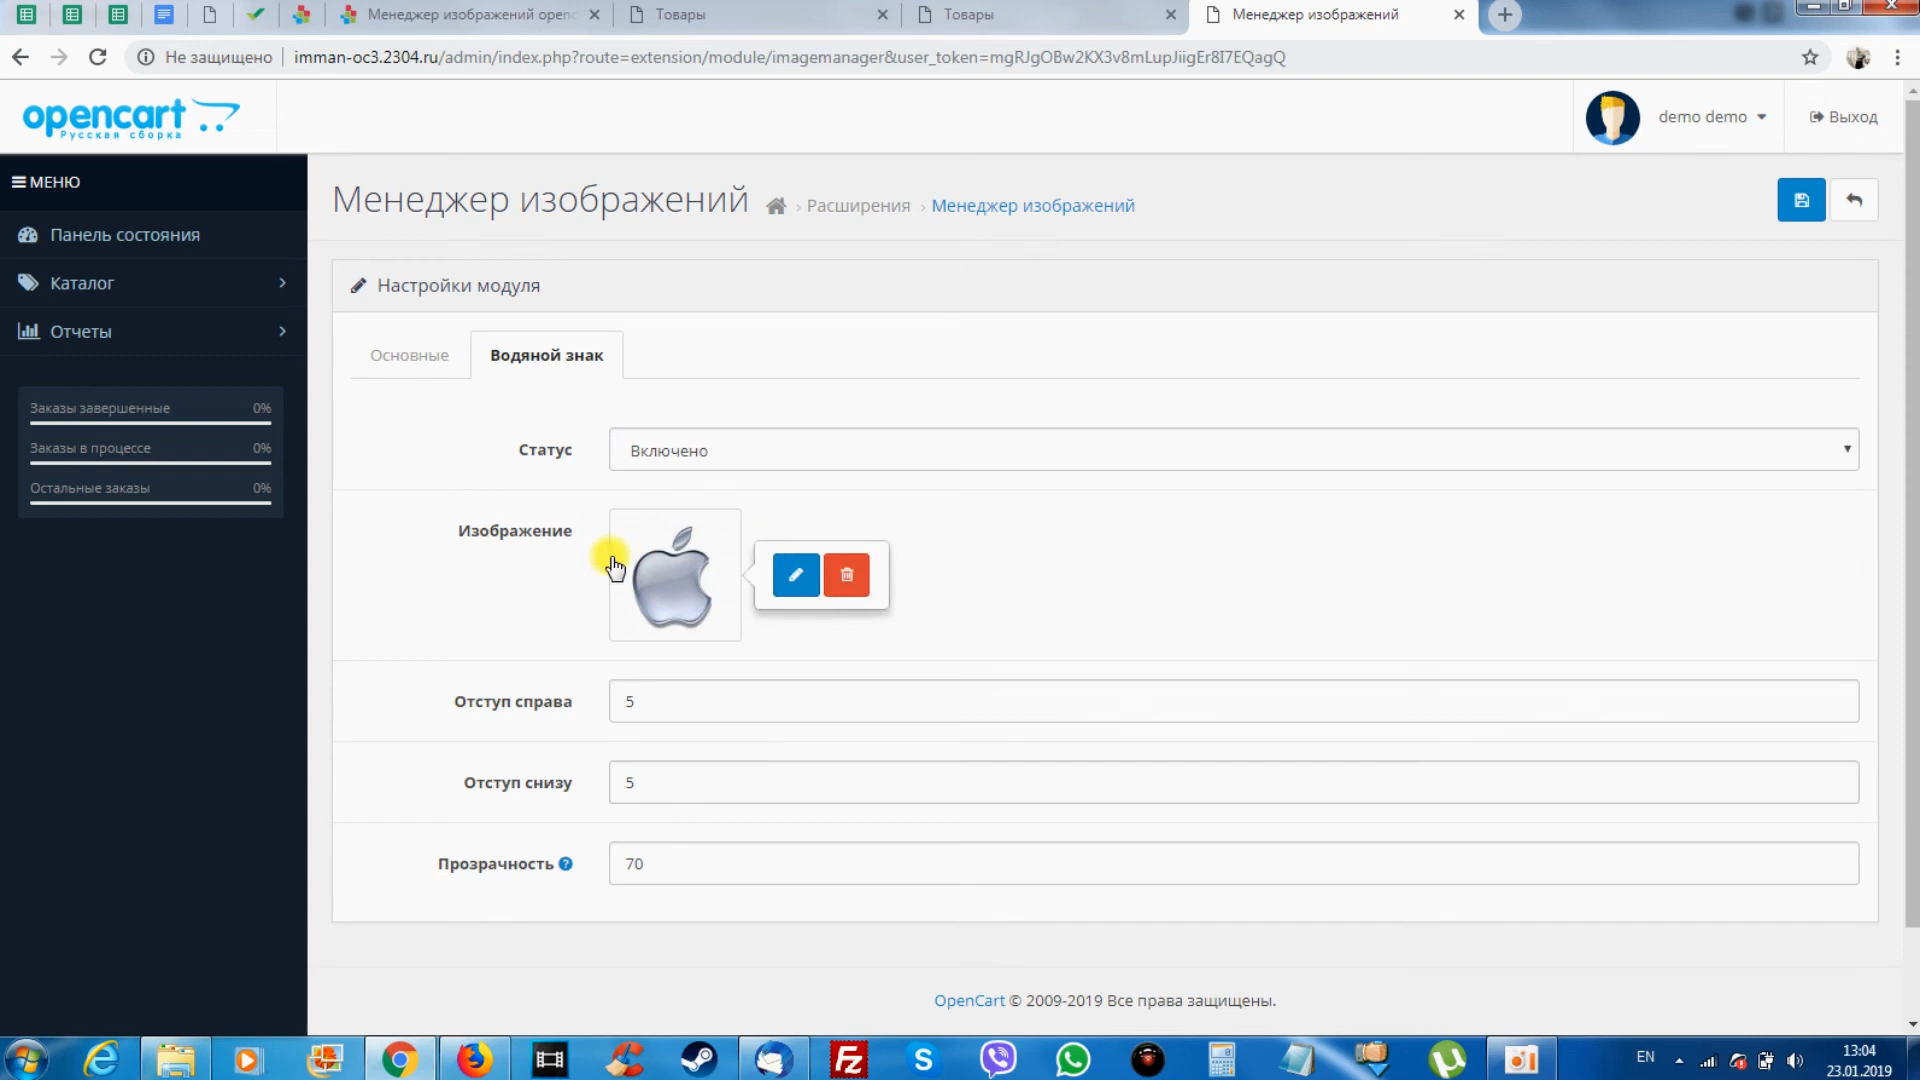 Менеджер изображений openc
Товары
Товары
Менеджер изображений
Не защищено
imman-oc3.2304.ru/admin/index.php?route=extension/module/imagemanager&user_token=mgRJgOBw2KX3v8mLupJiigEr8I7EQagQ
opencart
Русская сборка
demo demo
Выход
МЕНЮ
Панель состояния
Каталог
Отчеты
Заказы завершенные 0%
Заказы в процессе 0%
Остальные заказы 0%
Менеджер изображений
› Расширения › Менеджер изображений
Настройки модуля
Основные
Водяной знак
Статус
Включено
Изображение
Отступ справа
5
Отступ снизу
5
Прозрачность ?
70
OpenCart © 2009-2019 Все права защищены.
EN
13:04
23.01.2019